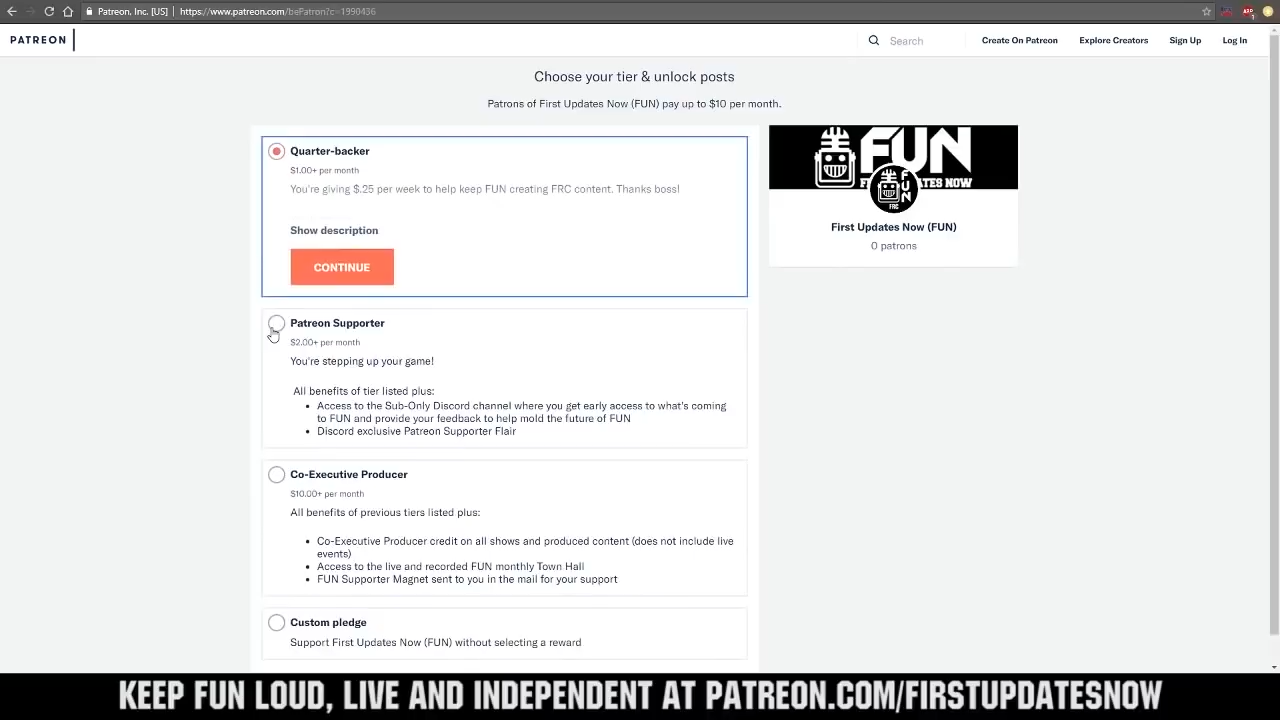 Patreon, Inc. [US] | https://www.patreon.com/bePatron?c=1990436
PATREON
Search
Create On Patreon
Explore Creators
Sign Up
Log In
Choose your tier & unlock posts
Patrons of First Updates Now (FUN) pay up to $10 per month.
Quarter-backer
$1.00+ per month
You're giving $.25 per week to help keep FUN creating FRC content. Thanks boss!
Show description
CONTINUE
Patreon Supporter
$2.00+ per month
You're stepping up your game!
All benefits of tier listed plus:
• Access to the Sub-Only Discord channel where you get early access to what's coming
to FUN and provide your feedback to help mold the future of FUN
• Discord exclusive Patreon Supporter Flair
Co-Executive Producer
$10.00+ per month
All benefits of previous tiers listed plus:
• Co-Executive Producer credit on all shows and produced content (does not include live
events)
• Access to the live and recorded FUN monthly Town Hall
• FUN Supporter Magnet sent to you in the mail for your support
Custom pledge
Support First Updates Now (FUN) without selecting a reward
FUN
FUN
FRC
First Updates Now (FUN)
0 patrons
KEEP FUN LOUD, LIVE AND INDEPENDENT AT PATREON.COM/FIRSTUPDATESNOW